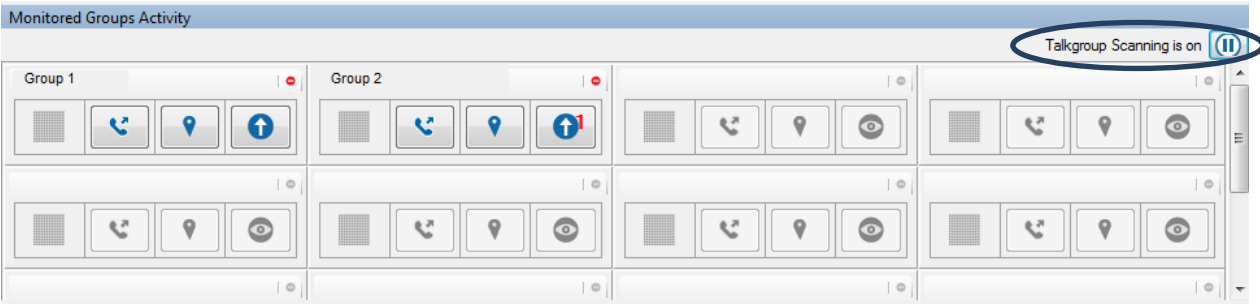 Monitored Groups Activity
Talkgroup Scanning is on
Group 1
Group 2
1